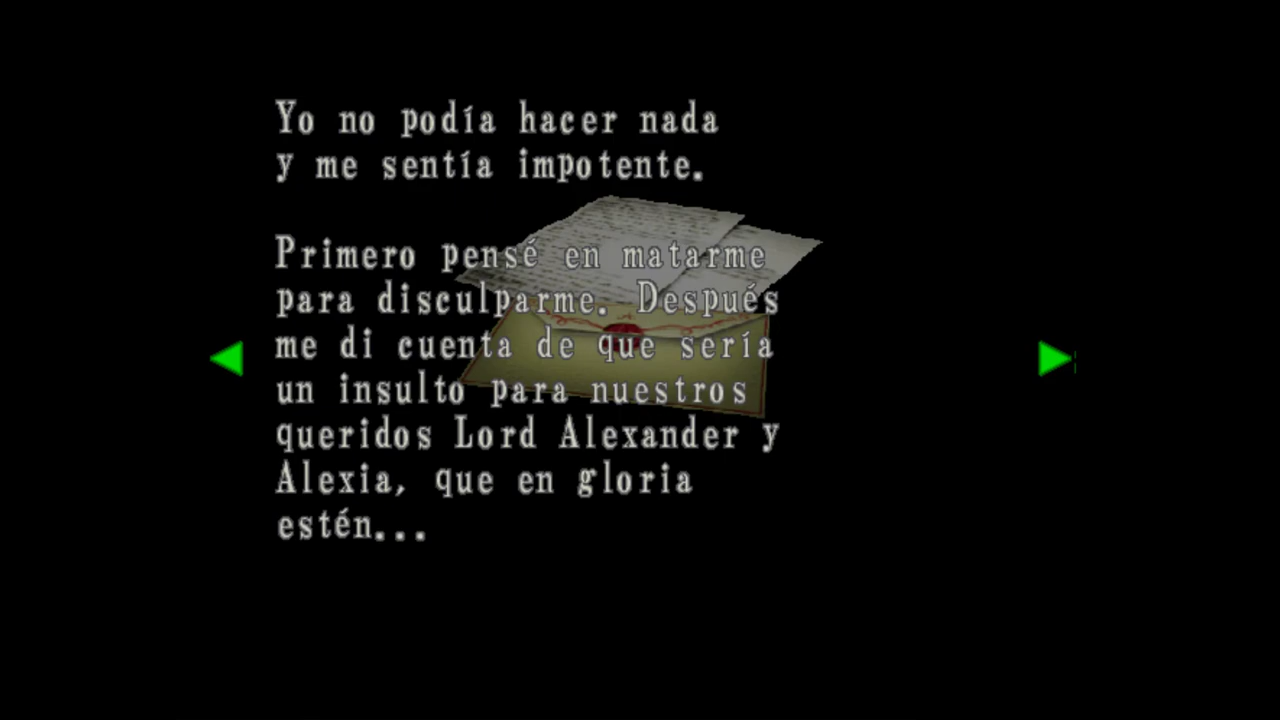 Yo no podía hacer nada
y me sentía impotente.
Primero pensé en matarme
para disculparme. Después
me di cuenta de que sería
un insulto para nuestros
queridos Lord Alexander y
Alexia, que en gloria
estén...